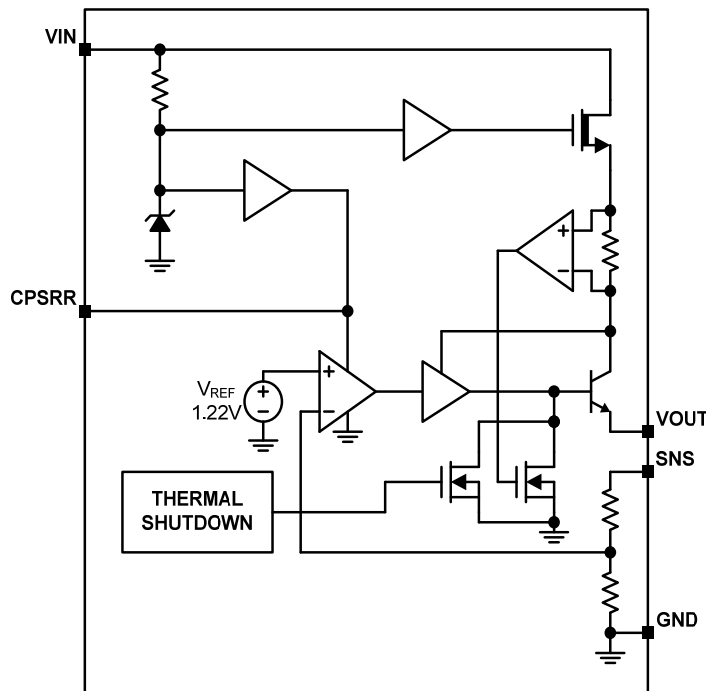 VIN
CPSRR
VREF
1.22V
+
−
+
−
+
−
VOUT
SNS
THERMAL
SHUTDOWN
GND